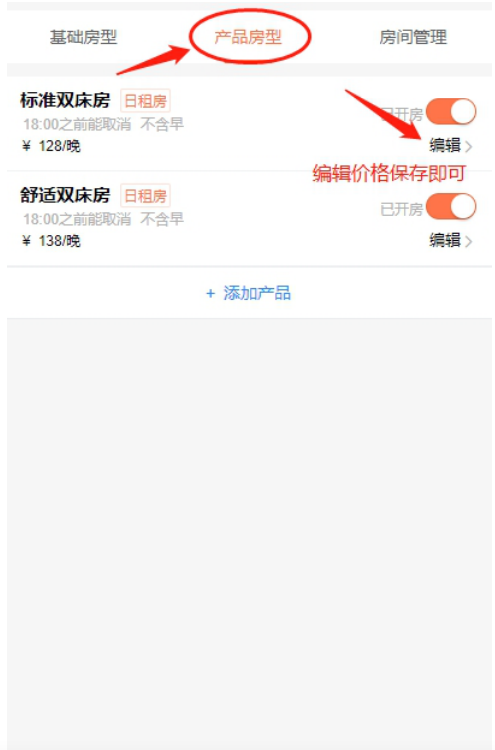 基础房型 产品房型 房间管理
标准双床房 日租房
已开房
18:00之前能取消 不含早
¥ 128/晚
编辑 >
编辑价格保存即可
舒适双床房 日租房
已开房
18:00之前能取消 不含早
¥ 138/晚
编辑 >
+ 添加产品